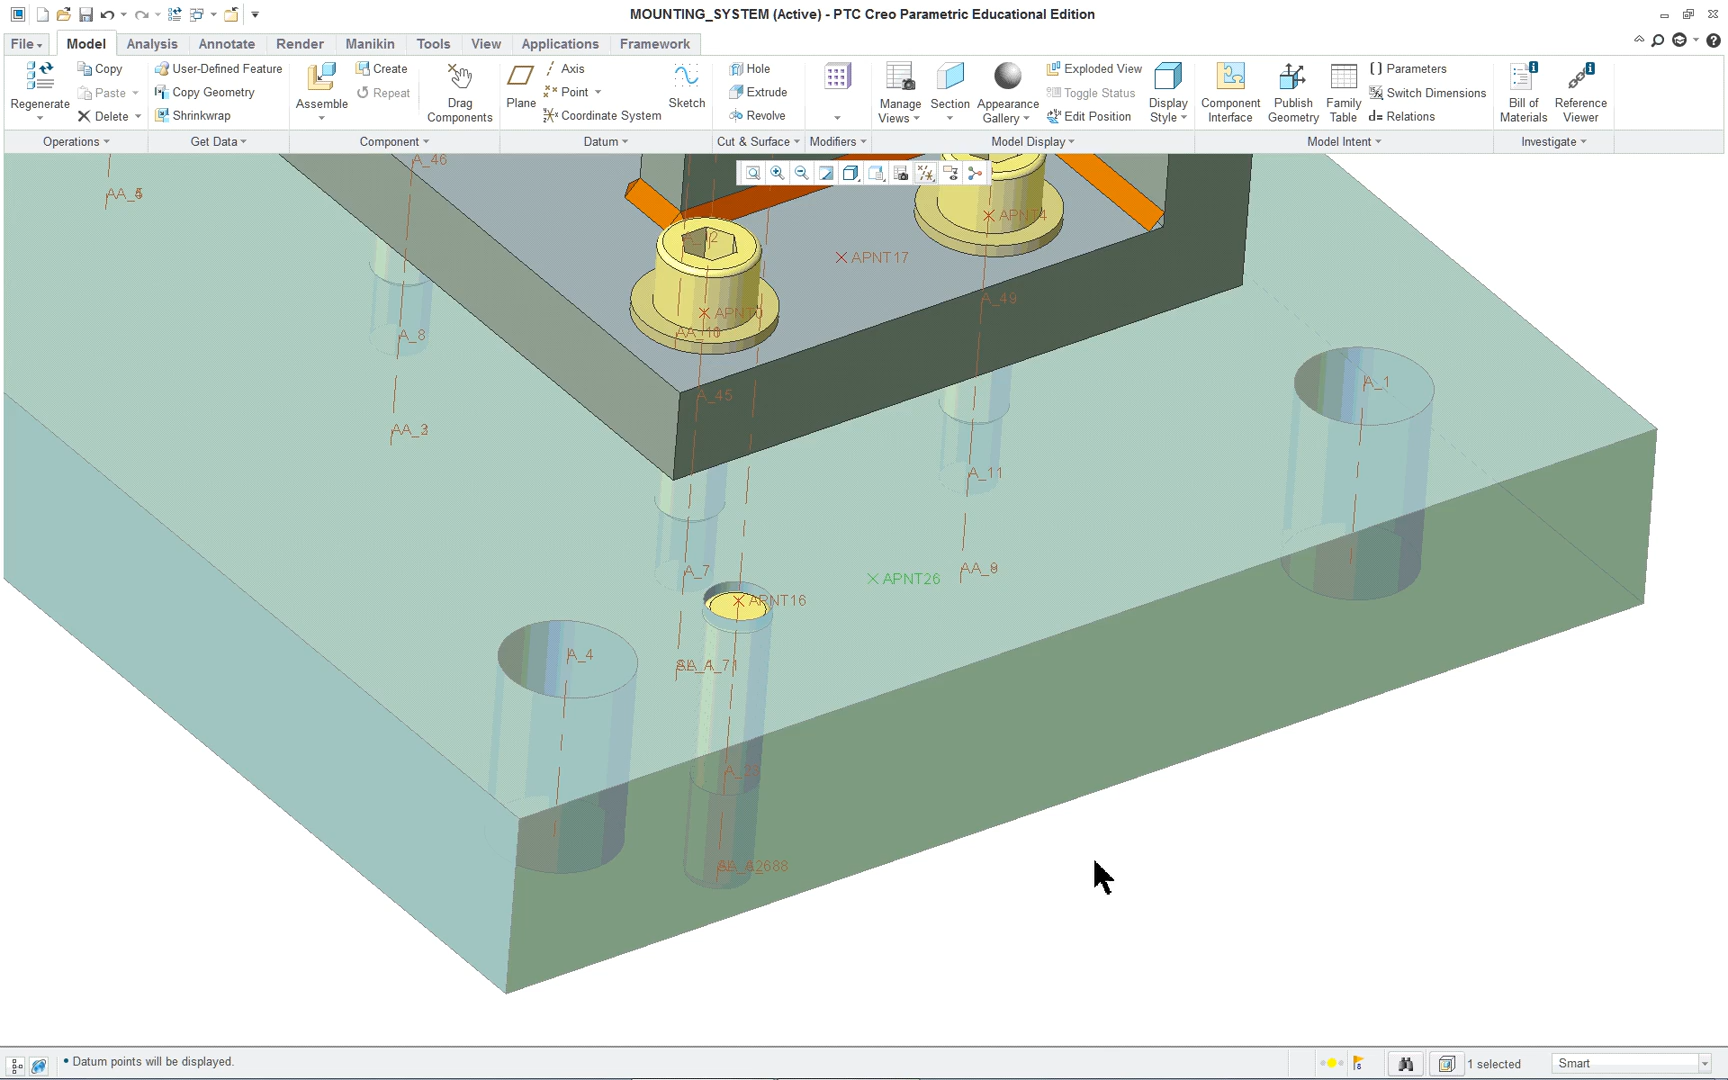 MOUNTING_SYSTEM (Active) - PTC Creo Parametric Educational Edition
File Model Analysis Annotate Render Manikin Tools View Applications Framework
Regenerate
Copy
Paste
Delete
User-Defined Feature
Copy Geometry
Shrinkwrap
Assemble
Create
Repeat
Drag Components
Plane
Axis
Point
Coordinate System
Sketch
Hole
Extrude
Revolve
Manage Views
Section
Appearance Gallery
Exploded View
Toggle Status
Edit Position
Display Style
Component Interface
Publish Geometry
Family Table
Parameters
Switch Dimensions
d= Relations
Bill of Materials
Reference Viewer
Operations Get Data Component Datum Cut & Surface Modifiers Model Display Model Intent Investigate
A_46
APNT4
APNT17
A_49
A_8
A_1
A_45
AA_3
A_11
AA_9
A_7
APNT26
APNT16
A_4
Datum points will be displayed.
1 selected
Smart